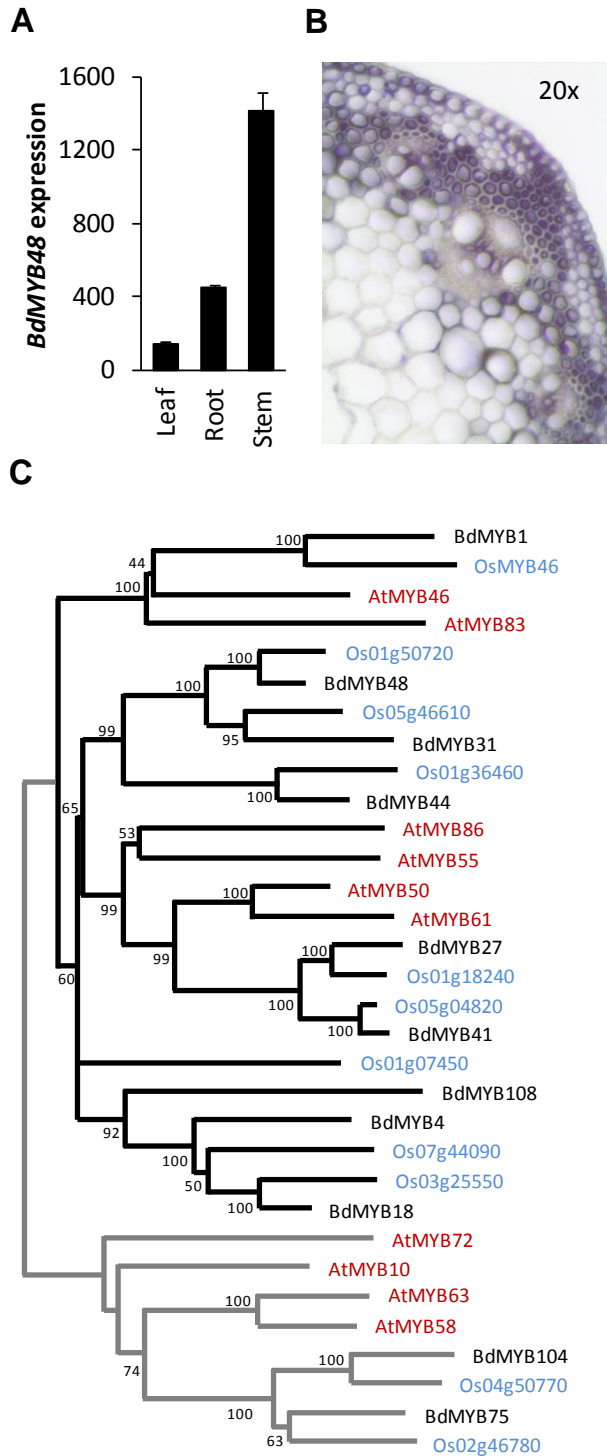 A
BdMYB48 expression
1600
1200
800
400
0
Leaf
Root
Stem
B
20x
C
100
BdMYB1
OsMYB46
44
100
AtMYB46
AtMYB83
100
Os01g50720
BdMYB48
100
Os05g46610
95
BdMYB31
99
Os01g36460
100
BdMYB44
65
53
AtMYB86
AtMYB55
99
100
AtMYB50
AtMYB61
99
100
BdMYB27
Os01g18240
100
Os05g04820
100
BdMYB41
60
Os01g07450
BdMYB108
92
BdMYB4
100
Os07g44090
50
Os03g25550
100
BdMYB18
AtMYB72
AtMYB10
100
AtMYB63
AtMYB58
74
100
BdMYB104
Os04g50770
100
BdMYB75
63
Os02g46780